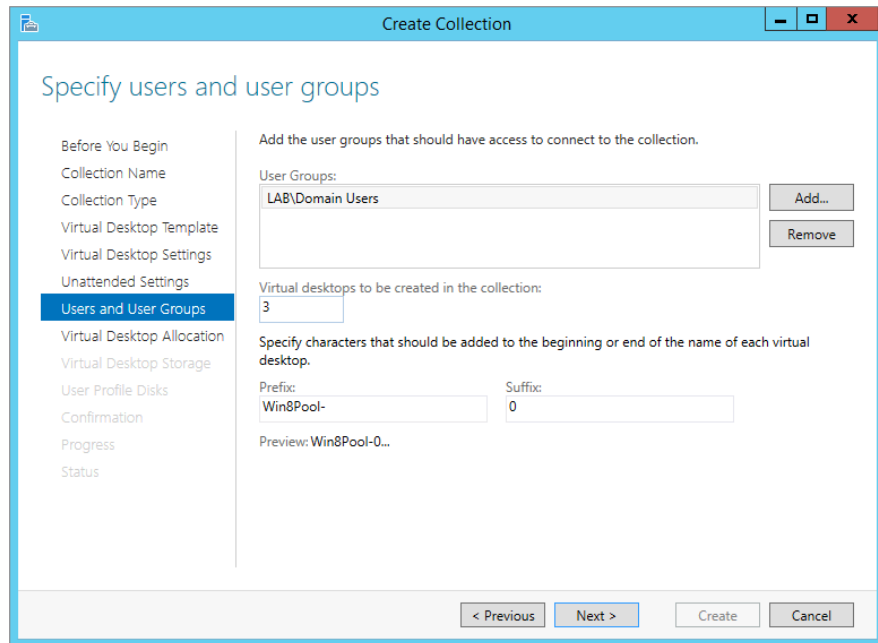 Create Collection
Specify users and user groups
Before You Begin
Collection Name
Collection Type
Virtual Desktop Template
Virtual Desktop Settings
Unattended Settings
Users and User Groups
Virtual Desktop Allocation
Virtual Desktop Storage
User Profile Disks
Confirmation
Progress
Status
Add the user groups that should have access to connect to the collection.
User Groups:
LAB\Domain Users
Add...
Remove
Virtual desktops to be created in the collection:
3
Specify characters that should be added to the beginning or end of the name of each virtual
desktop.
Prefix: Suffix:
Win8Pool- 0
Preview: Win8Pool-0...
< Previous Next > Create Cancel